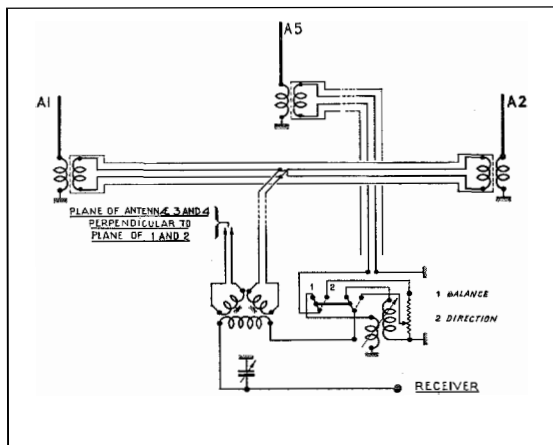 A5
A1
A2
PLANE OF ANTENNÆ 3 AND 4
PERPENDICULAR TO
PLANE OF 1 AND 2
1
2
1 BALANCE
2 DIRECTION
RECEIVER